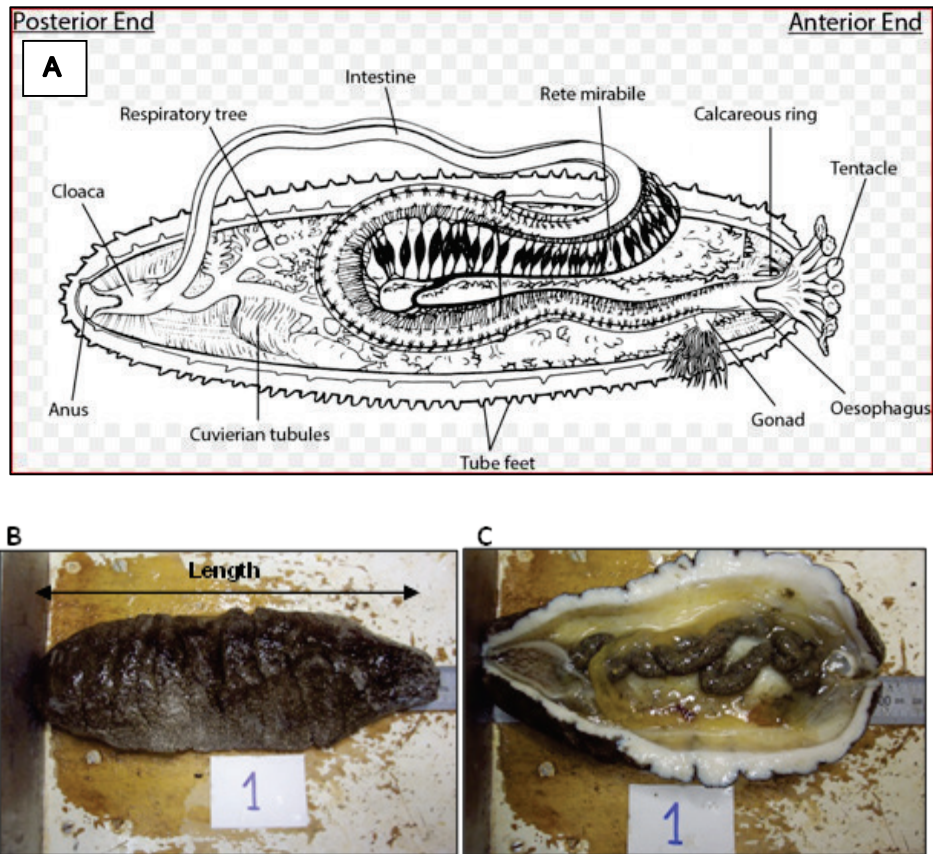 Posterior End
Anterior End
A
Intestine
Rete mirabile
Respiratory tree
Calcareous ring
Tentacle
Cloaca
Anus
Oesophagus
Gonad
Cuvierian tubules
Tube feet
B
C
Length
1
1